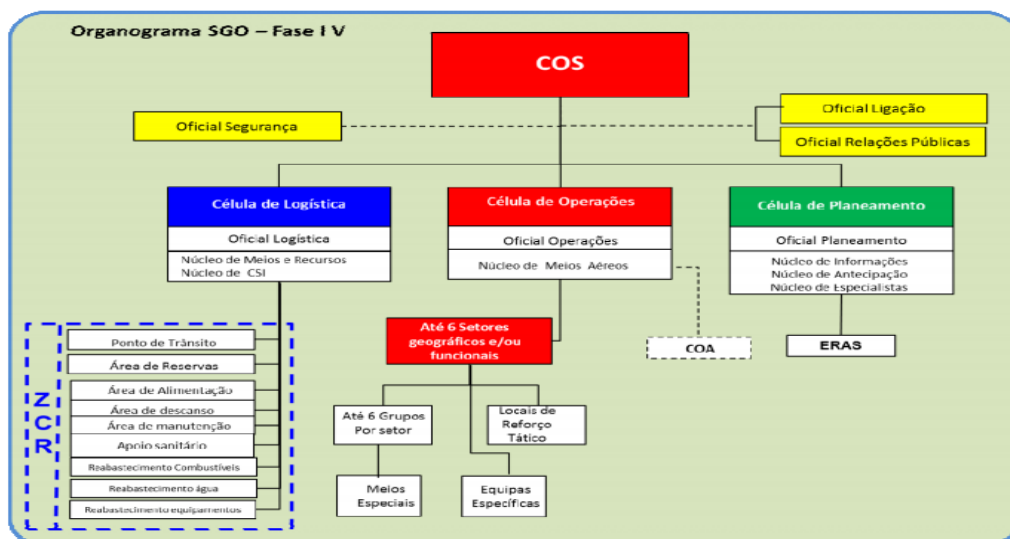 Organograma SGO – Fase I V
COS
Oficial Segurança
Oficial Ligação
Oficial Relações Públicas
Célula de Logística
Oficial Logística
Núcleo de Meios e Recursos
Núcleo de CSI
Célula de Operações
Oficial Operações
Núcleo de Meios Aéreos
Célula de Planeamento
Oficial Planeamento
Núcleo de Informações
Núcleo de Antecipação
Núcleo de Especialistas
Até 6 Setores
geográficos e/ou
funcionais
COA
ERAS
ZCR
Ponto de Trânsito
Área de Reservas
Área de Alimentação
Área de descanso
Área de manutenção
Apoio sanitário
Reabastecimento Combustíveis
Reabastecimento água
Reabastecimento equipamentos
Até 6 Grupos
Por setor
Locais de
Reforço
Tático
Meios
Especiais
Equipas
Específicas